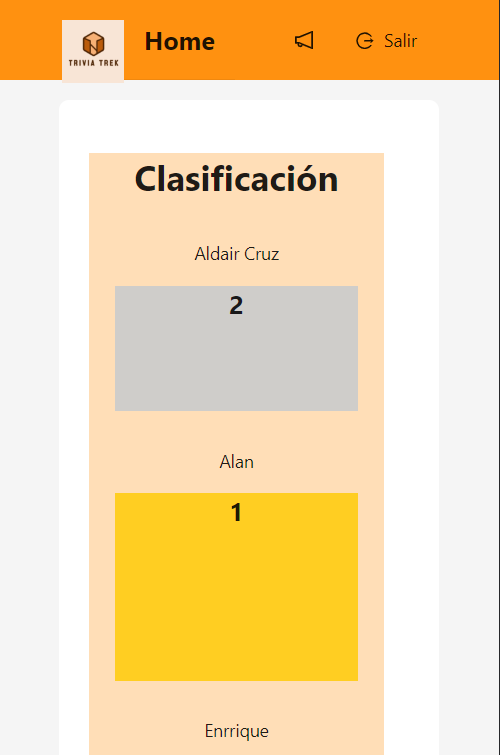 TRIVIA TREK
Home
Salir
Clasificación
Aldair Cruz
2
Alan
1
Enrrique